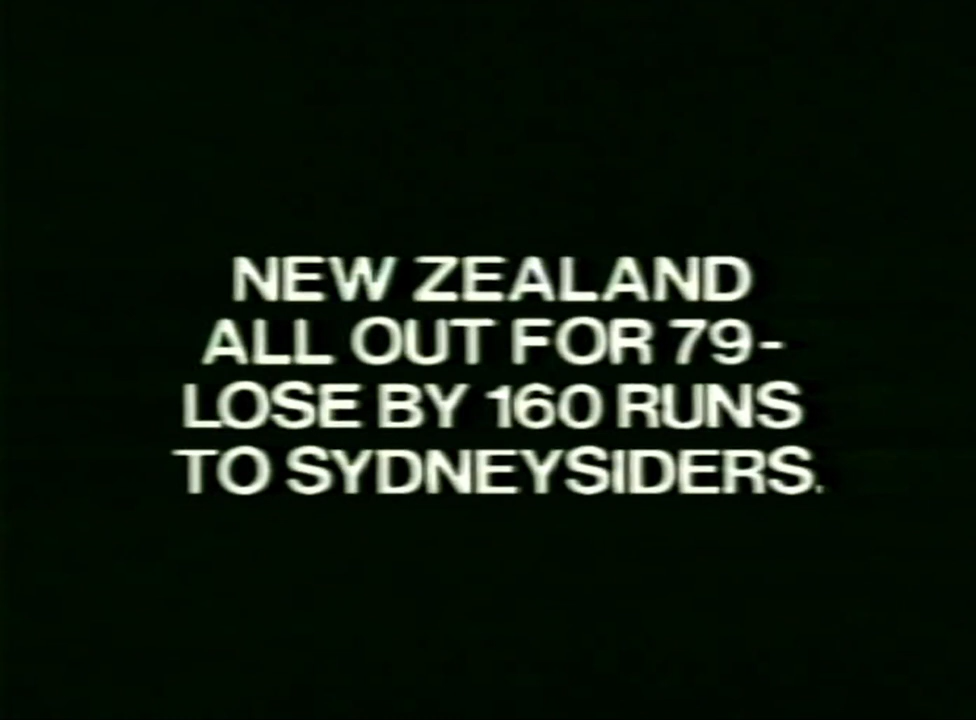 NEW ZEALAND
ALL OUT FOR 79-
LOSE BY 160 RUNS
TO SYDNEYSIDERS.